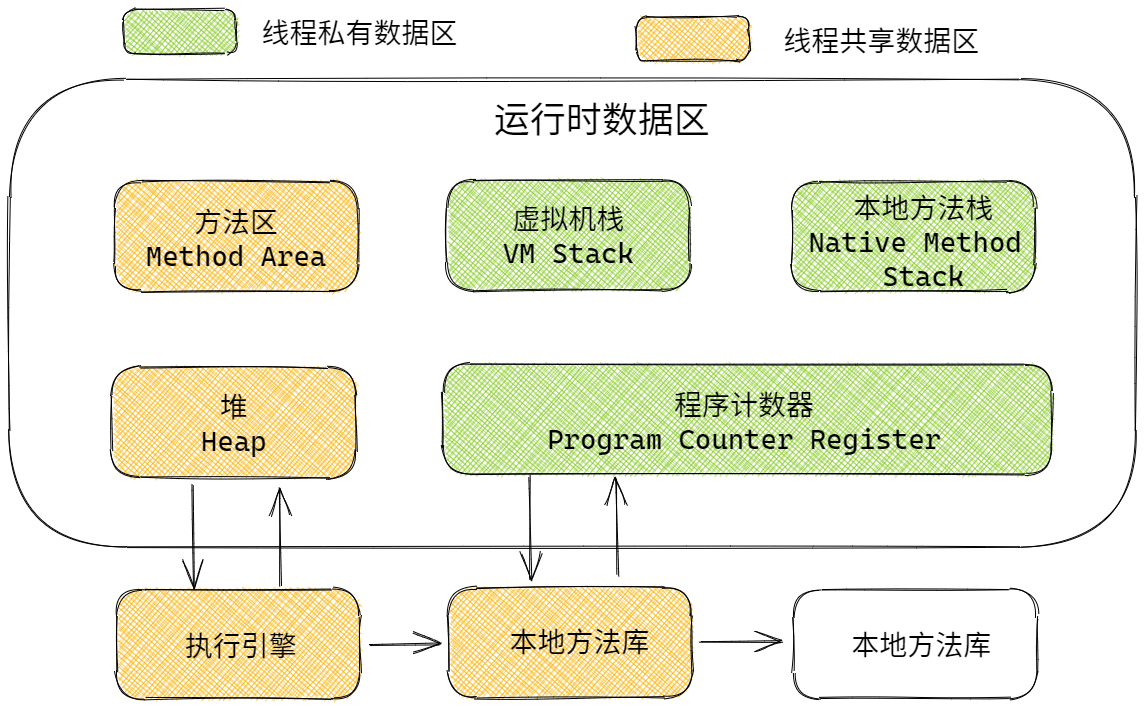 线程私有数据区
线程共享数据区
运行时数据区
方法区
Method Area
虚拟机栈
VM Stack
本地方法栈
Native Method
Stack
堆
Heap
程序计数器
Program Counter Register
执行引擎
本地方法库
本地方法库